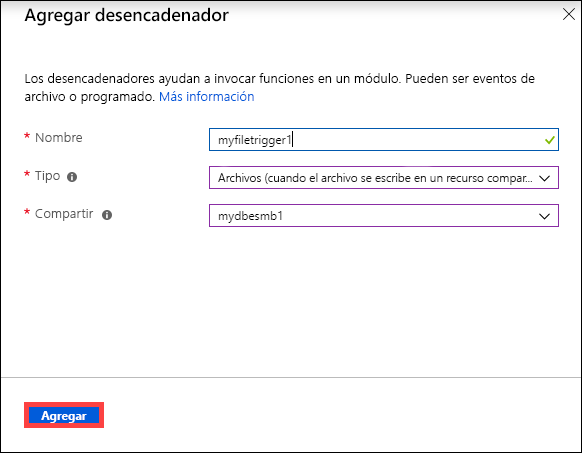 Agregar desencadenador
Los desencadenadores ayudan a invocar funciones en un módulo. Pueden ser eventos de
archivo o programado. Más información
* Nombre
myfiletrigger1
* Tipo
Archivos (cuando el archivo se escribe en un recurso compar...
* Compartir
mydbesmb1
Agregar